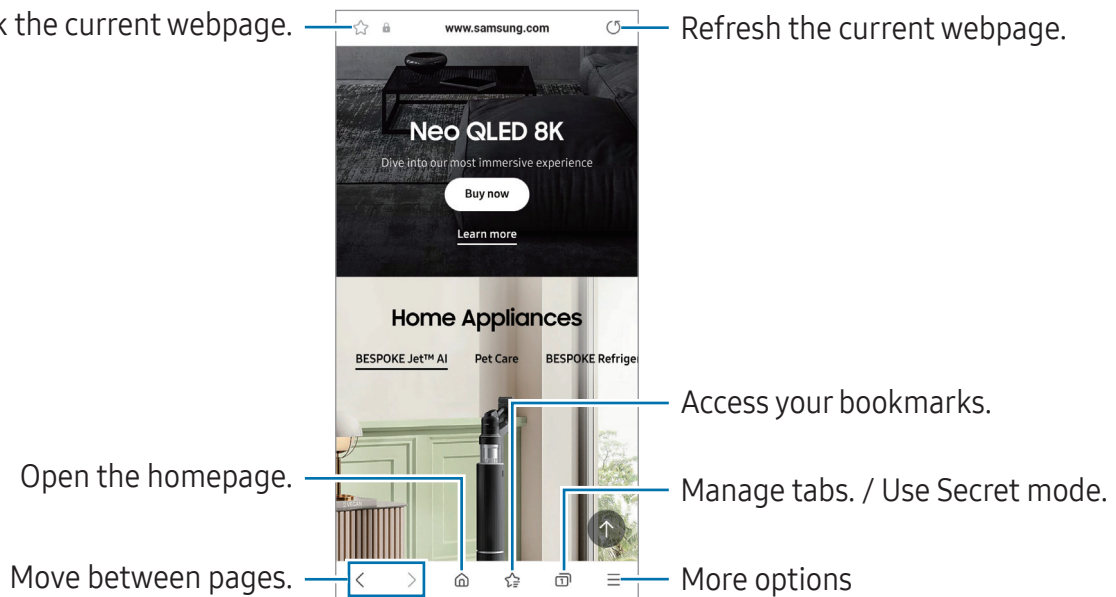 the current webpage.
www.samsung.com
Refresh the current webpage.
Neo QLED 8K
Dive into our most immersive experience
Buy now
Learn more
Home Appliances
BESPOKE Jet™ AI Pet Care BESPOKE Refrige
Access your bookmarks.
Open the homepage.
Manage tabs. / Use Secret mode.
Move between pages.
1
More options